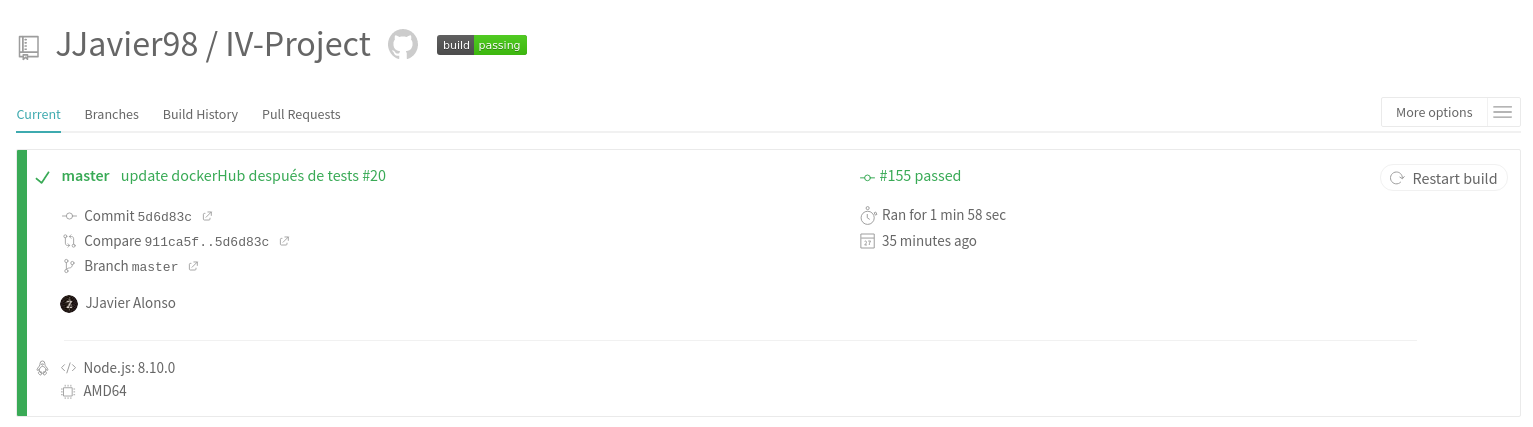 JJavier98 / IV-Project build passing
Current Branches Build History Pull Requests More options
master update dockerHub después de tests #20
Commit 5d6d83c
Compare 911ca5f..5d6d83c
Branch master
JJavier Alonso
#155 passed
Ran for 1 min 58 sec
27
35 minutes ago
Restart build
Node.js: 8.10.0
AMD64